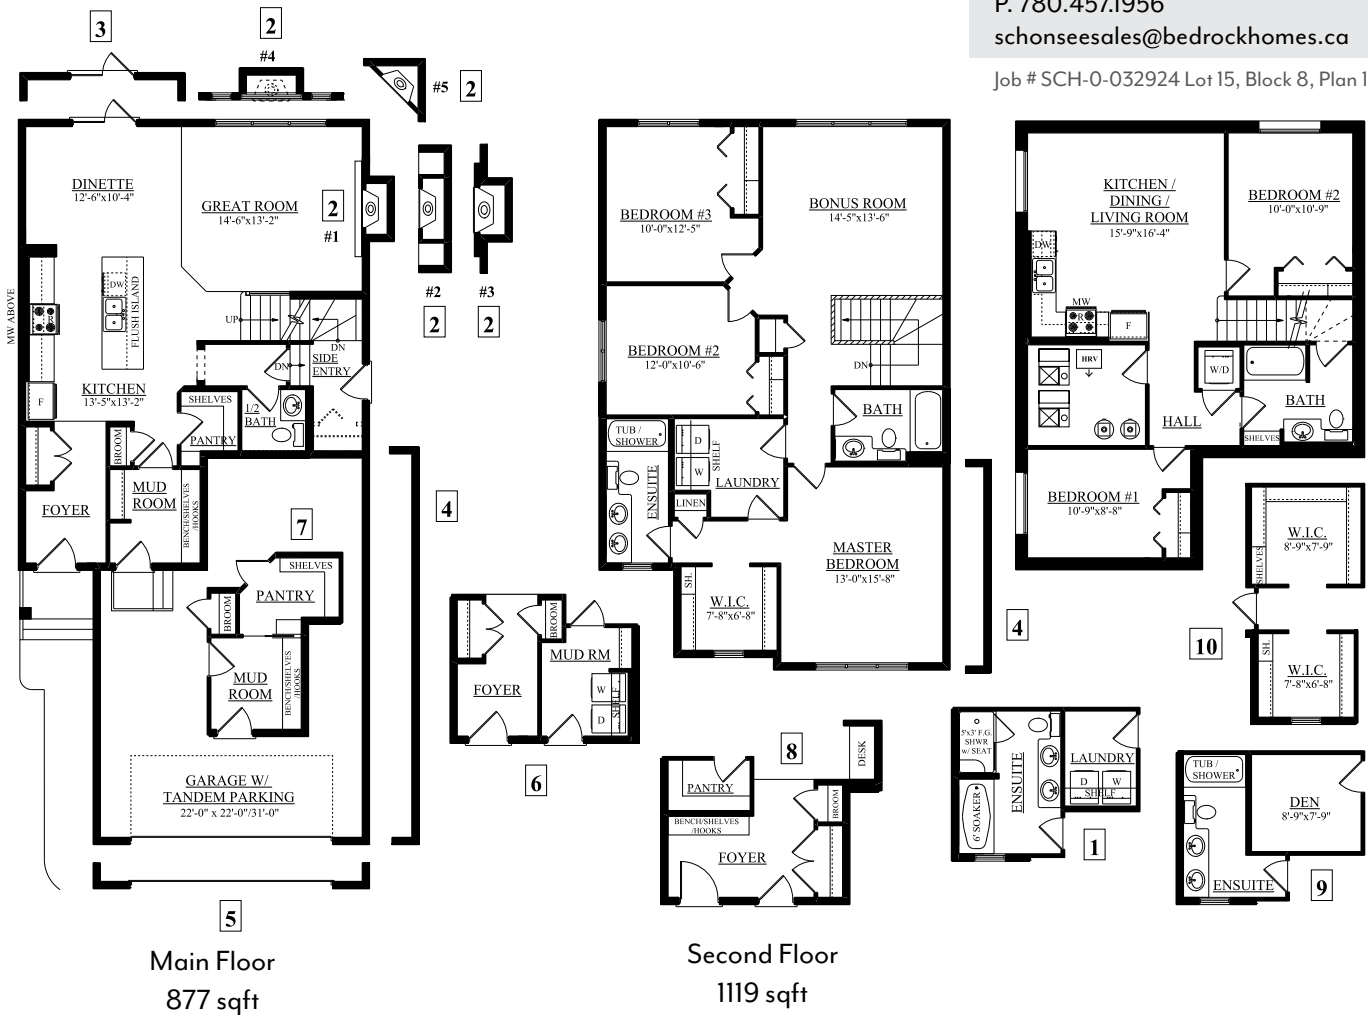 P. 780.457.1956
schonseesales@bedrockhomes.ca
Job # SCH-0-032924 Lot 15, Block 8, Plan 1
3
2
#4
#5
2
DINETTE
12'-6"x10'-4"
GREAT ROOM
14'-6"x13'-2"
2
#1
#2
2
#3
2
MW ABOVE
DW
FLUSH ISLAND
R
UP
DN
DN
SIDE
ENTRY
KITCHEN
13'-5"x13'-2"
F
SHELVES
PANTRY
1/2
BATH
BROOM
MUD
ROOM
BENCH/SHELVES
/HOOKS
FOYER
7
4
SHELVES
PANTRY
BROOM
MUD
ROOM
BENCH/SHELVES
/HOOKS
GARAGE W/
TANDEM PARKING
22'-0" x 22'-0"/31'-0"
5
Main Floor
877 sqft
BROOM
MUD RM
FOYER
W
D
SHELF
6
BEDROOM #3
10'-0"x12'-5"
BONUS ROOM
14'-5"x13'-6"
BEDROOM #2
12'-0"x10'-6"
DN
BATH
TUB /
SHOWER
D
W
SHELF
LAUNDRY
ENSUITE
LINEN
MASTER
BEDROOM
13'-0"x15'-8"
SH.
W.I.C.
7'-8"x6'-8"
4
8
DESK
PANTRY
BENCH/SHELVES
/HOOKS
BROOM
FOYER
Second Floor
1119 sqft
KITCHEN /
DINING /
LIVING ROOM
15'-9"x16'-4"
BEDROOM #2
10'-0"x10'-9"
DW
MW
R
F
HRV
W/D
HALL
BATH
SHELVES
BEDROOM #1
10'-9"x8'-8"
W.I.C.
8'-9"x7'-9"
SHELVES
10
SH.
W.I.C.
7'-8"x6'-8"
5'x3' F.G.
SHWR
w/ SEAT
ENSUITE
6' SOAKER
LAUNDRY
D
W
SHELF
1
TUB /
SHOWER
DEN
8'-9"x7'-9"
ENSUITE
9